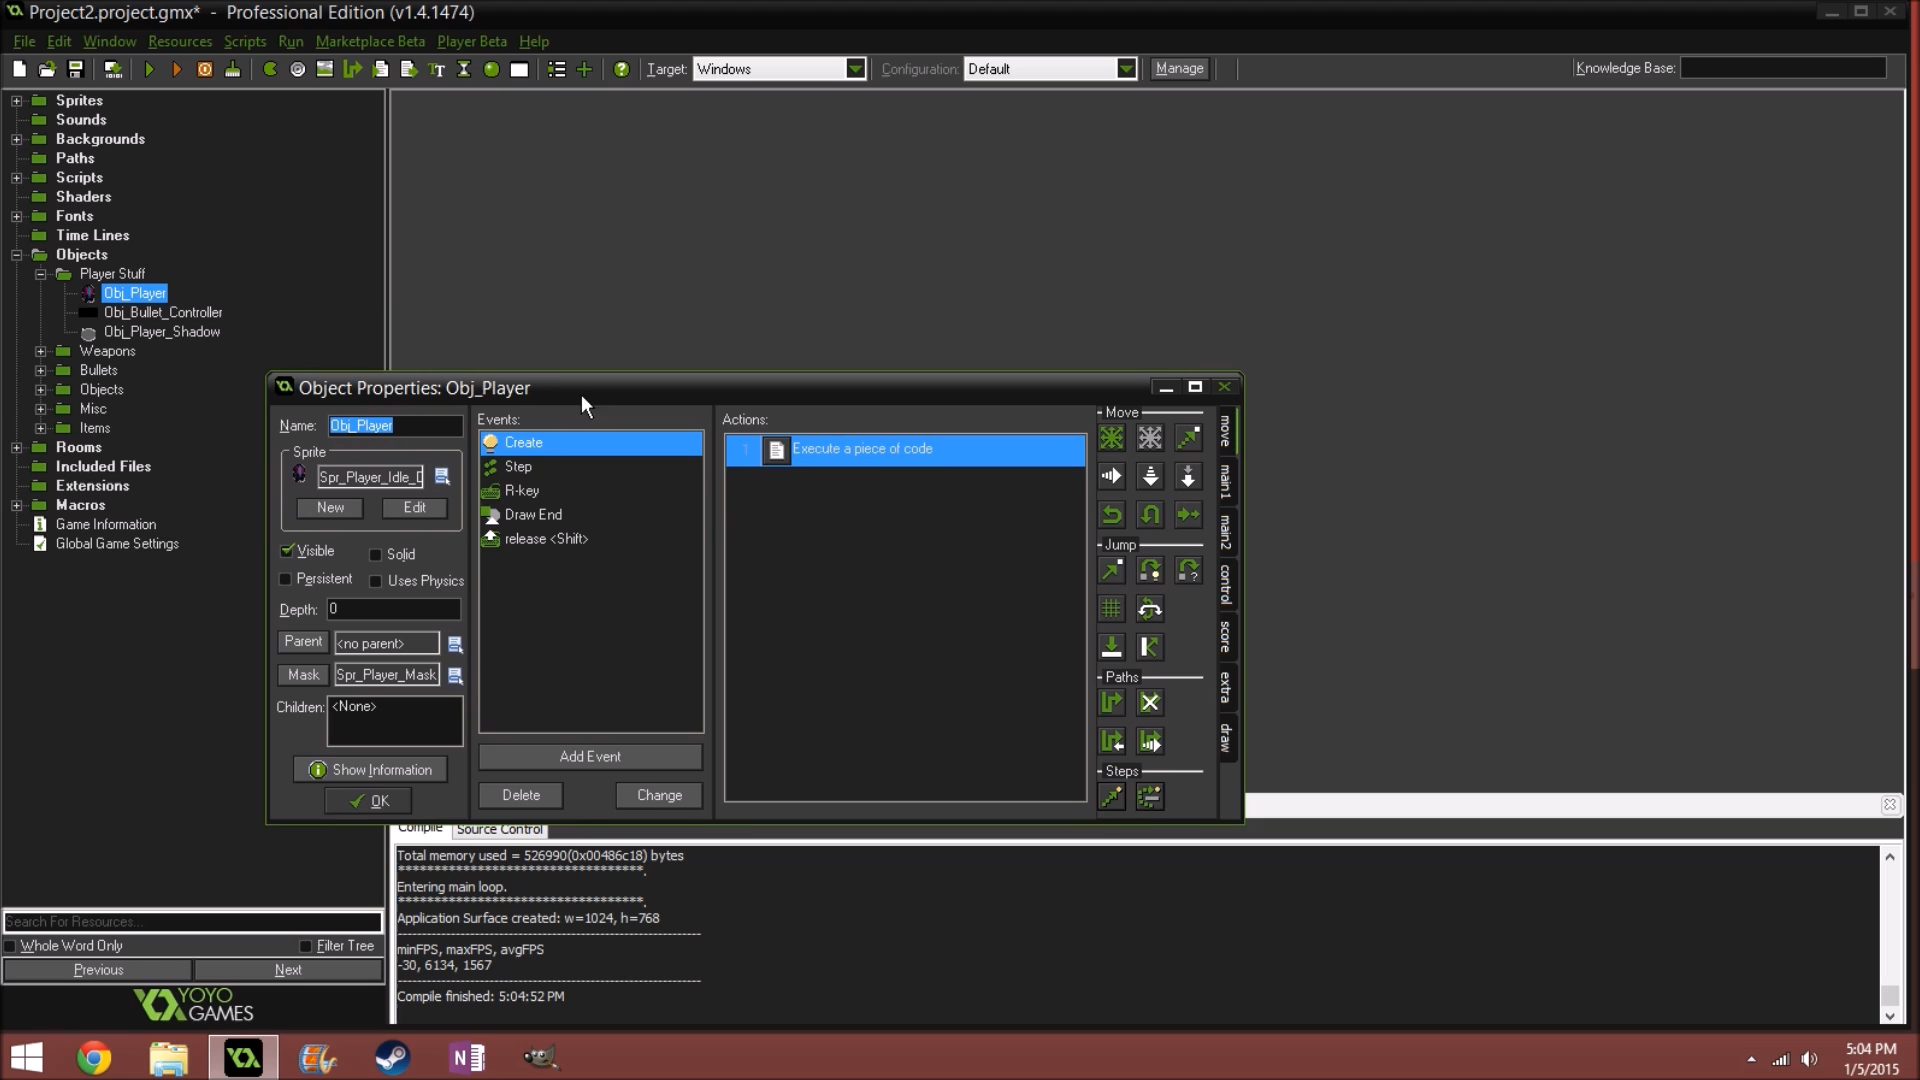 Project2.project.gmx* - Professional Edition (v1.4.1474)
File Edit Window Resources Scripts Run Marketplace Beta Player Beta Help
Target: Windows Configuration: Default Manage Knowledge Base:
Sprites
Sounds
Backgrounds
Paths
Scripts
Shaders
Fonts
Time Lines
Objects
Player Stuff
Obj_Player
Obj_Bullet_Controller
Obj_Player_Shadow
Weapons
Bullets
Objects
Misc
Items
Rooms
Included Files
Extensions
Macros
Game Information
Global Game Settings
Search For Resources...
Whole Word Only Filter Tree
Previous Next
YOYO
GAMES
Object Properties: Obj_Player
Name: Obj_Player
Sprite
Spr_Player_Idle_D
New Edit
Visible Solid
Persistent Uses Physics
Depth: 0
Parent <no parent>
Mask Spr_Player_Mask
Children: <None>
Show Information
OK
Events:
Create
Step
R-key
Draw End
release <Shift>
Add Event
Delete Change
Actions:
1 Execute a piece of code
Move
Jump
Paths
Steps
move
main1
main2
control
score
extra
draw
Compile Source Control
Total memory used = 526990(0x00486c18) bytes
**********************************.
Entering main loop.
**********************************.
Application Surface created: w=1024, h=768
minFPS, maxFPS, avgFPS
-30, 6134, 1567
Compile finished: 5:04:52 PM
5:04 PM
1/5/2015